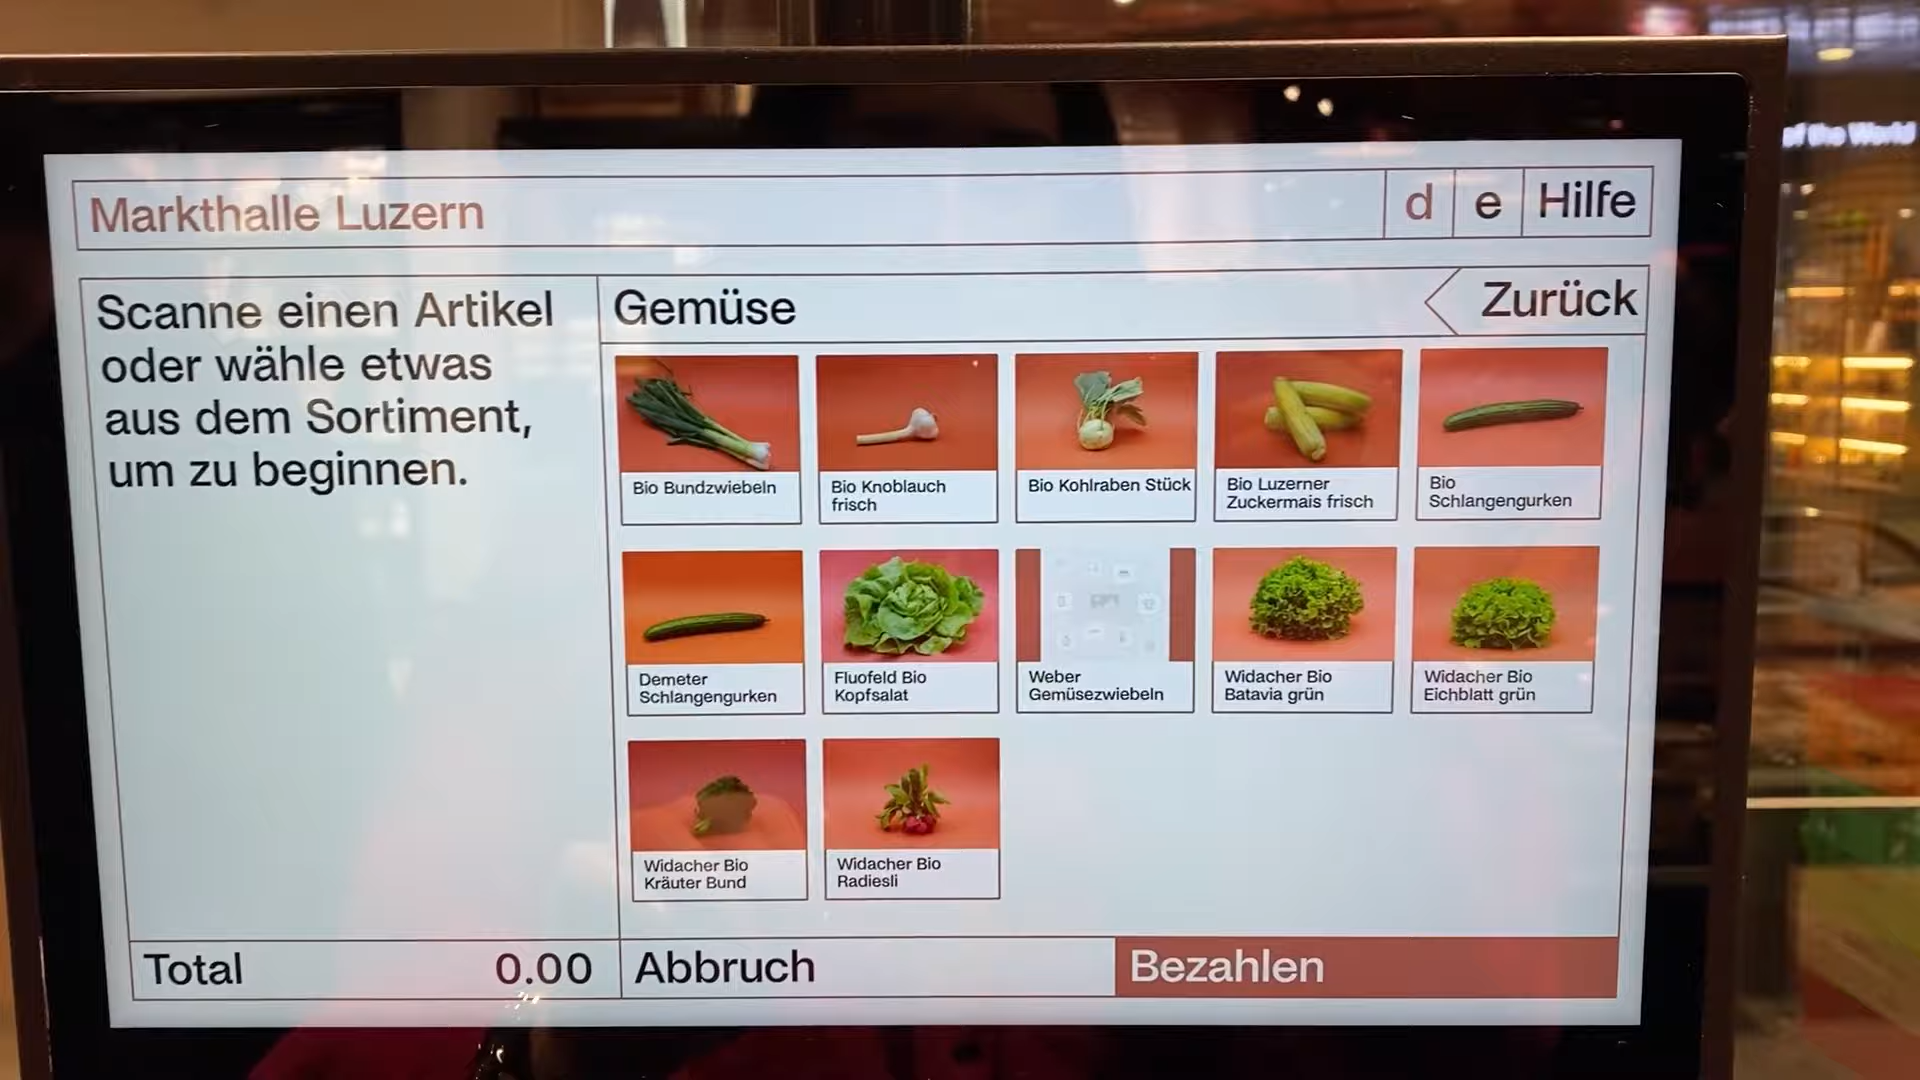 of the World
Markthalle Luzern
d
e
Hilfe
Scanne einen Artikel
oder wähle etwas
aus dem Sortiment,
um zu beginnen.
Gemüse
Zurück
Bio Bundzwiebeln
Bio Knoblauch
frisch
Bio Kohlraben Stück
Bio Luzerner
Zuckermais frisch
Bio
Schlangengurken
Demeter
Schlangengurken
Fluofeld Bio
Kopfsalat
Weber
Gemüsezwiebeln
Widacher Bio
Batavia grün
Widacher Bio
Eichblatt grün
Widacher Bio
Kräuter Bund
Widacher Bio
Radiesli
Total 0.00
Abbruch
Bezahlen